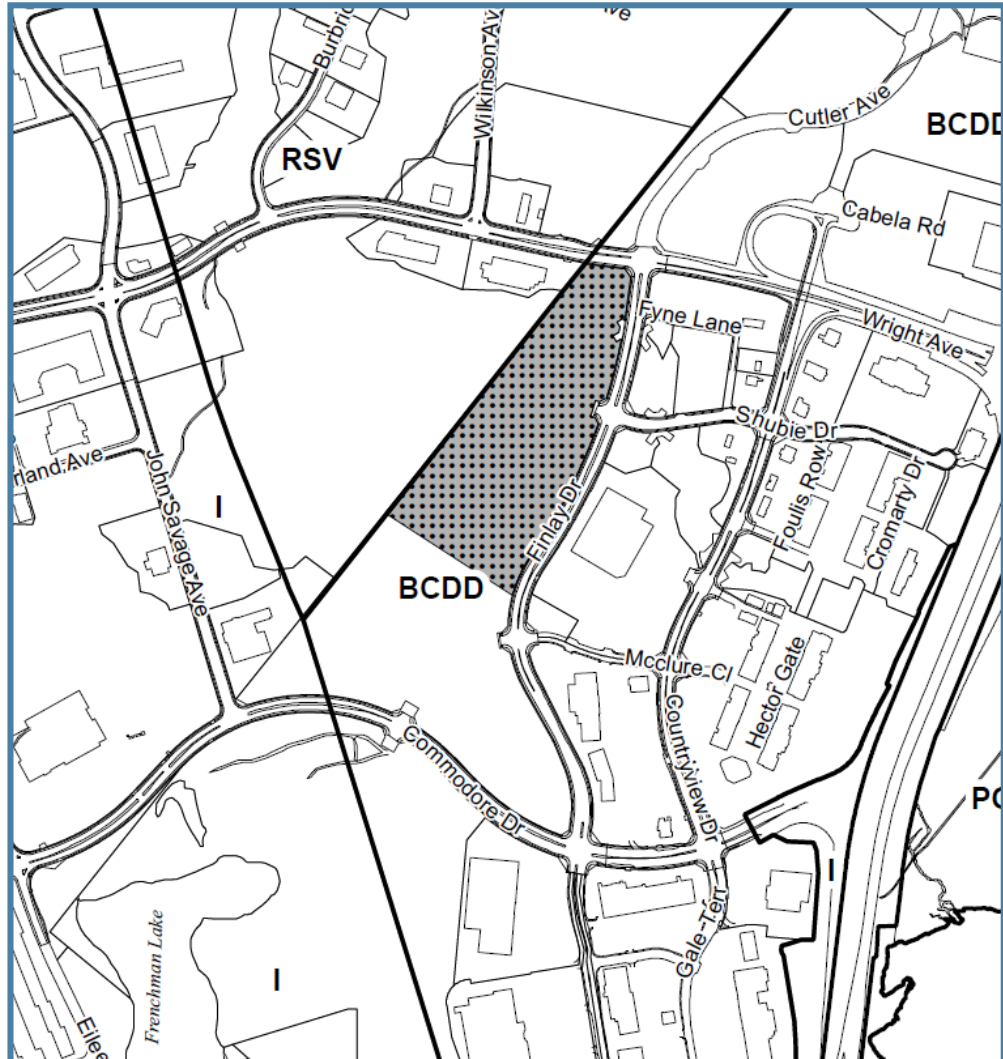 ve
Burbri
Wilkinson Av
Cutler Ave
BCDD
RSV
Cabela Rd
Fyne Lane
Wright Ave
Shubie Dr
rland Ave
John Savage Ave
I
Finlay Dr
Foulis Row
Cromarty Dr
BCDD
Mcclure Cl
Hector Gate
Countryview Dr
Commodore Dr
PC
I
Gale Terr
Frenchman Lake
I
Eilee